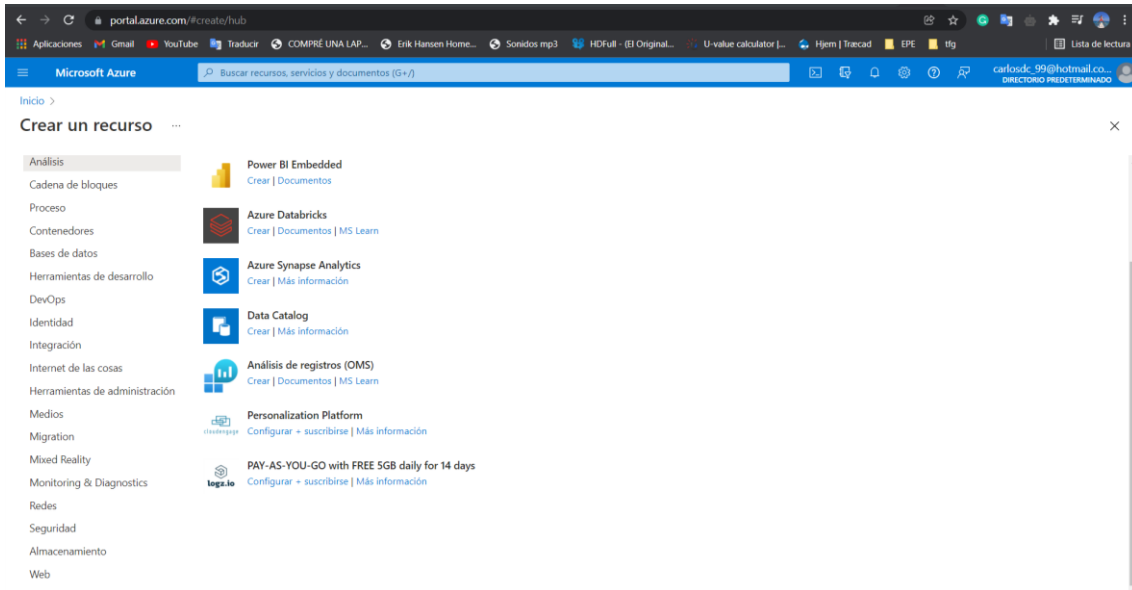 portal.azure.com/#create/hub
Aplicaciones Gmail YouTube Traducir COMPRÉ UNA LAP... Erik Hansen Home... Sonidos mp3 HDFull - (El Original... U-value calculator |... Hjem | Træcad EPE tfg Lista de lectura
Microsoft Azure Buscar recursos, servicios y documentos (G+/) carlosdc_99@hotmail.co...
DIRECTORIO PREDETERMINADO
Inicio >
Crear un recurso ...
Análisis
Cadena de bloques
Proceso
Contenedores
Bases de datos
Herramientas de desarrollo
DevOps
Identidad
Integración
Internet de las cosas
Herramientas de administración
Medios
Migration
Mixed Reality
Monitoring & Diagnostics
Redes
Seguridad
Almacenamiento
Web
Power BI Embedded
Crear | Documentos
Azure Databricks
Crear | Documentos | MS Learn
Azure Synapse Analytics
Crear | Más información
Data Catalog
Crear | Más información
Análisis de registros (OMS)
Crear | Documentos | MS Learn
Personalization Platform
cloudengage Configurar + suscribirse | Más información
PAY-AS-YOU-GO with FREE 5GB daily for 14 days
logz.io Configurar + suscribirse | Más información